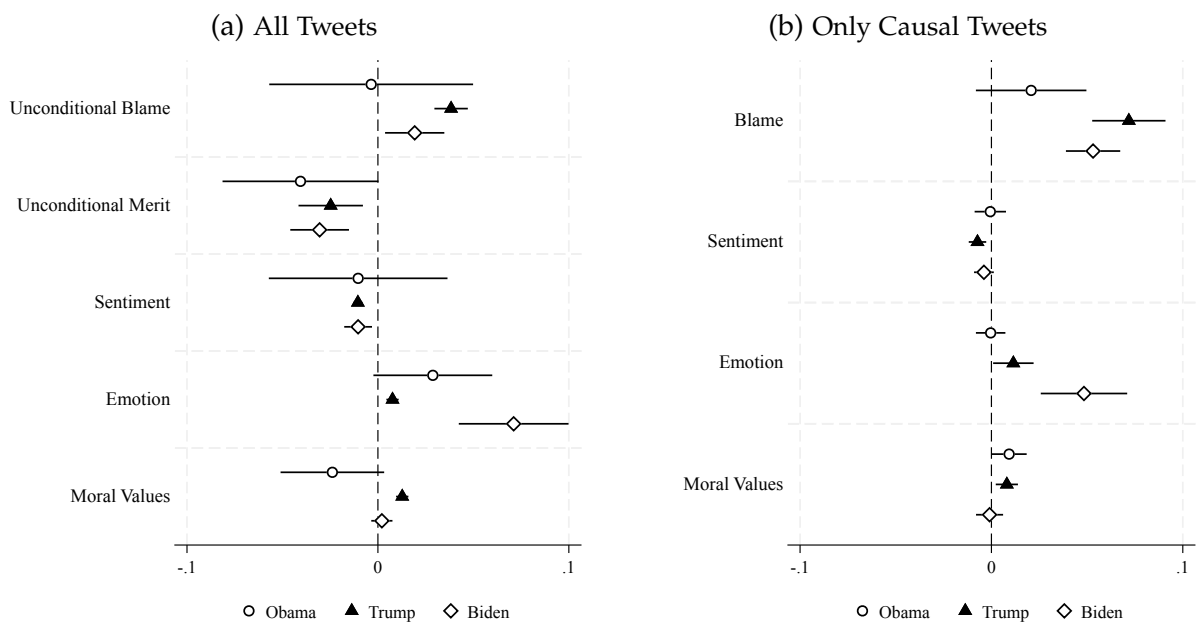 (a) All Tweets
Unconditional Blame
Unconditional Merit
Sentiment
Emotion
Moral Values
-.1 0 .1
Obama Trump Biden
(b) Only Causal Tweets
Blame
Sentiment
Emotion
Moral Values
-.1 0 .1
Obama Trump Biden